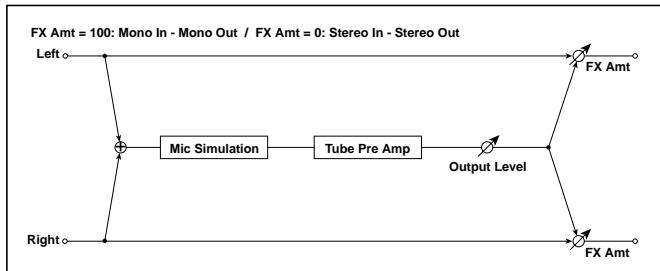 FX Amt = 100: Mono In - Mono Out / FX Amt = 0: Stereo In - Stereo Out
Left
FX Amt
Mic Simulation
Tube Pre Amp
Output Level
Right
FX Amt